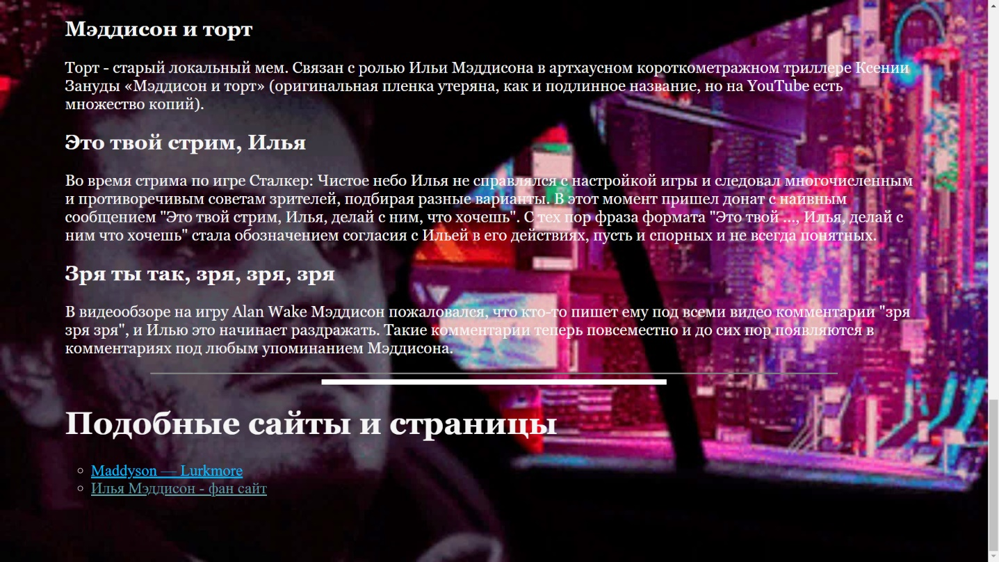 Мэддисон и торт
Торт - старый локальный мем. Связан с ролью Ильи Мэддисона в артхаусном короткометражном триллере Ксении
Зануды «Мэддисон и торт» (оригинальная пленка утеряна, как и подлинное название, но на YouTube есть
множество копий).
Это твой стрим, Илья
Во время стрима по игре Сталкер: Чистое небо Илья не справлялся с настройкой игры и следовал многочисленным
и противоречивым советам зрителей, подбирая разные варианты. В этот момент пришел донат с наивным
сообщением "Это твой стрим, Илья, делай с ним, что хочешь". С тех пор фраза формата "Это твой ..., Илья, делай с
ним что хочешь" стала обозначением согласия с Ильей в его действиях, пусть и спорных и не всегда понятных.
Зря ты так, зря, зря, зря
В видеообзоре на игру Alan Wake Мэддисон пожаловался, что кто-то пишет ему под всеми видео комментарии "зря
зря зря", и Илью это начинает раздражать. Такие комментарии теперь повсеместно и до сих пор появляются в
комментариях под любым упоминанием Мэддисона.
Подобные сайты и страницы
Maddyson — Lurkmore
Илья Мэддисон - фан сайт